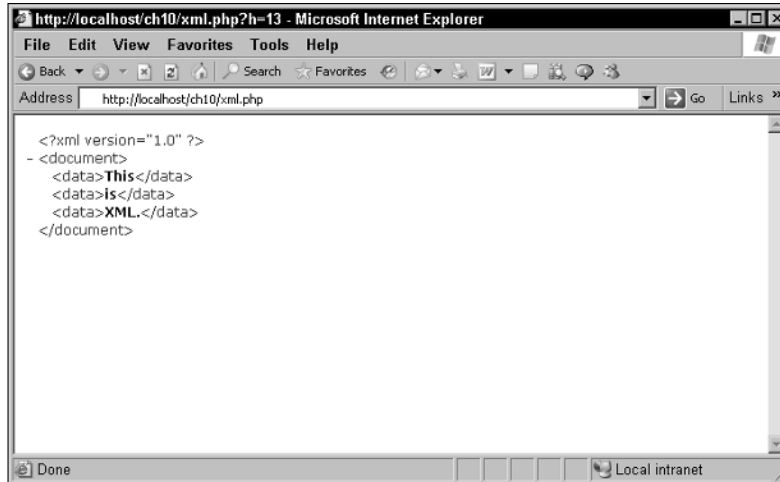 http://localhost/ch10/xml.php?h=13 - Microsoft Internet Explorer
File Edit View Favorites Tools Help
Back Search Favorites
Address http://localhost/ch10/xml.php Go Links »
<?xml version="1.0" ?>
- <document>
<data>This</data>
<data>is</data>
<data>XML.</data>
</document>
Done Local intranet